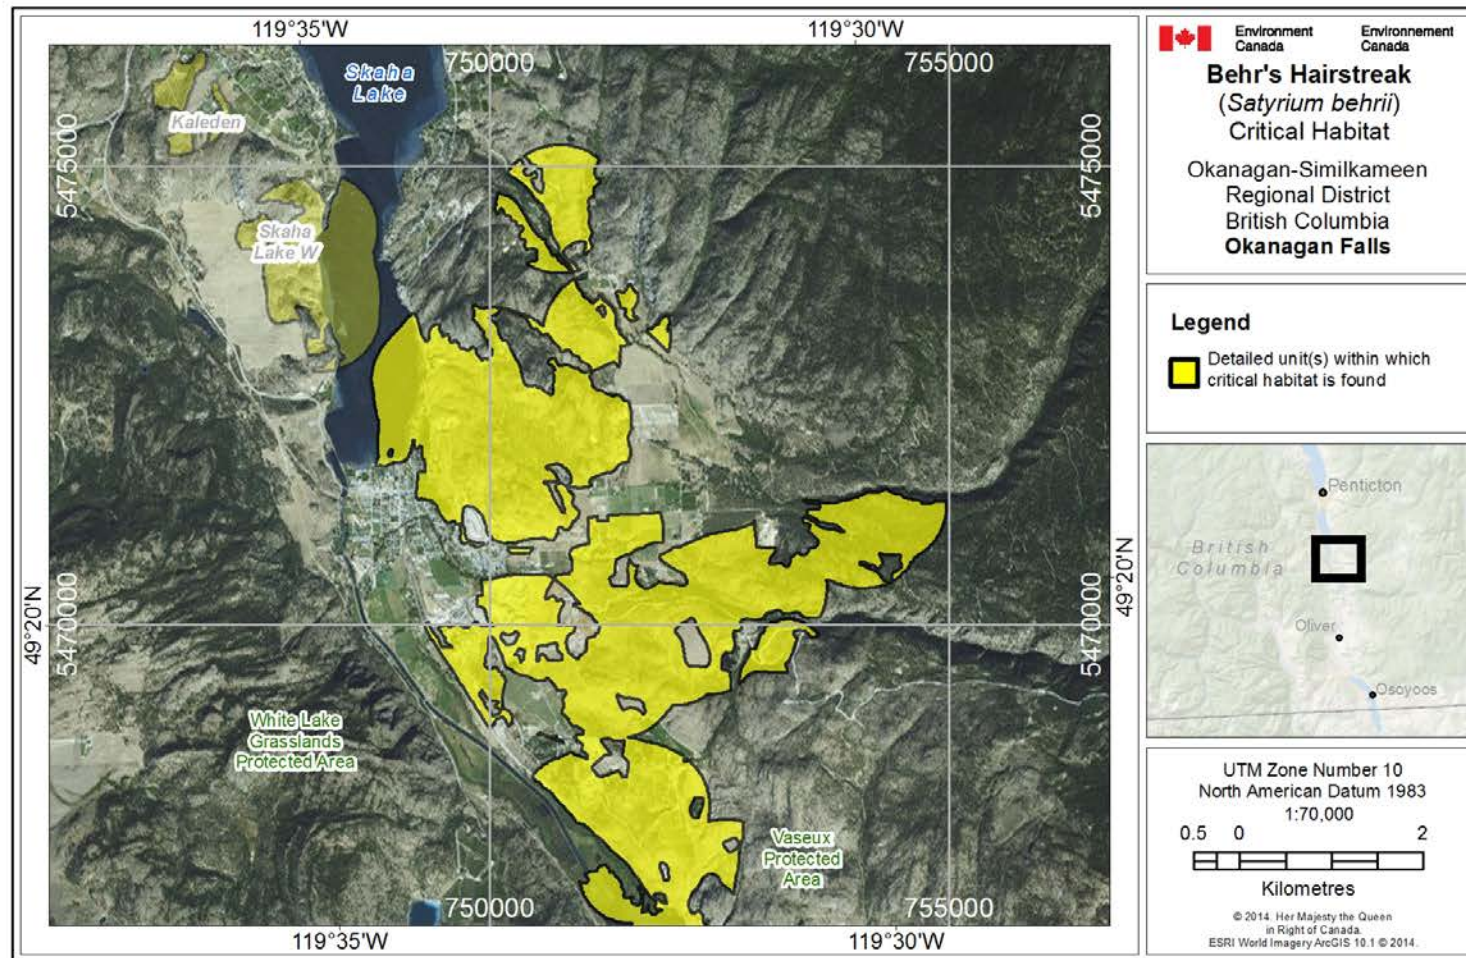 119°35'W
119°30'W
750000
755000
Skaha
Lake
Kaleden
5475000
5475000
Skaha
Lake W
49°20'N
5470000
5470000
49°20'N
White Lake
Grasslands
Protected Area
Vaseux
Protected
Area
750000
755000
119°35'W
119°30'W
Environment Environnement
Canada Canada
Behr's Hairstreak
(Satyrium behrii)
Critical Habitat
Okanagan-Similkameen
Regional District
British Columbia
Okanagan Falls
Legend
Detailed unit(s) within which
critical habitat is found
Penticton
British
Columbia
Oliver
Osoyoos
UTM Zone Number 10
North American Datum 1983
1:70,000
0.5 0 2
Kilometres
© 2014. Her Majesty the Queen
in Right of Canada.
ESRI World Imagery ArcGIS 10.1 © 2014.